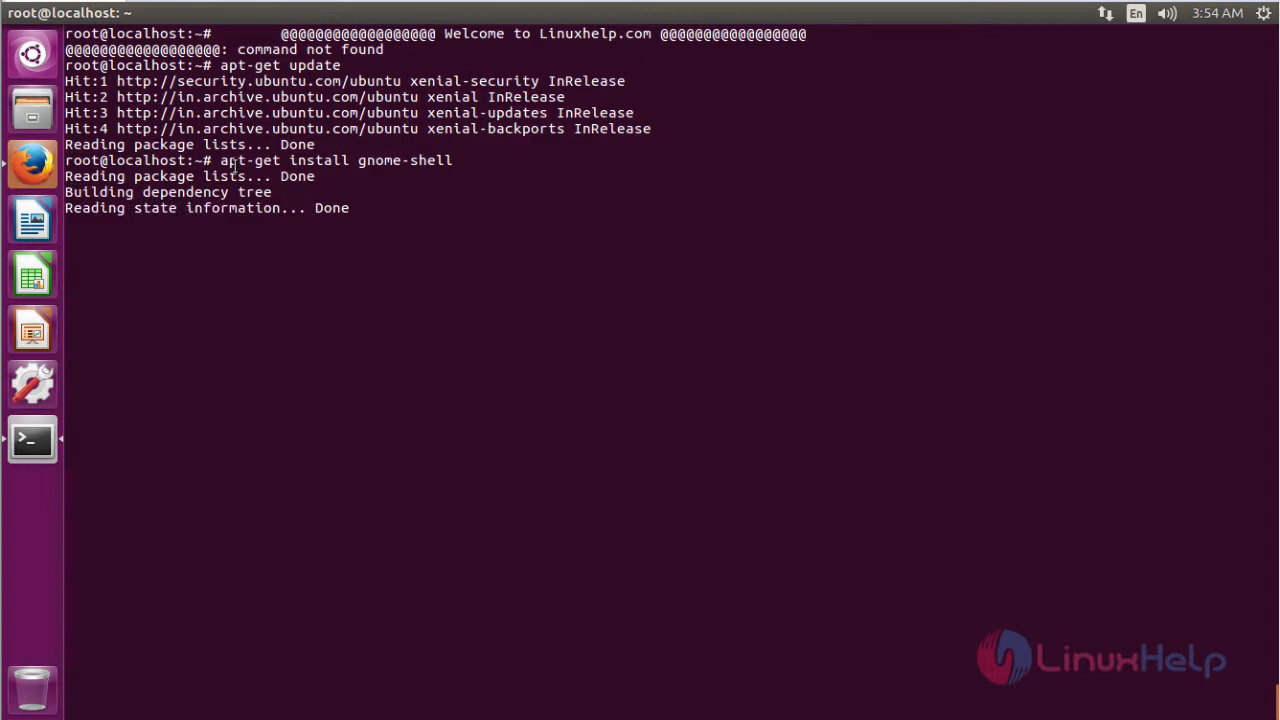 root@localhost: ~
En
3:54 AM
root@localhost:~#        @@@@@@@@@@@@@@@@@@ Welcome to Linuxhelp.com @@@@@@@@@@@@@@@@@
@@@@@@@@@@@@@@@@@@: command not found
root@localhost:~# apt-get update
Hit:1 http://security.ubuntu.com/ubuntu xenial-security InRelease
Hit:2 http://in.archive.ubuntu.com/ubuntu xenial InRelease
Hit:3 http://in.archive.ubuntu.com/ubuntu xenial-updates InRelease
Hit:4 http://in.archive.ubuntu.com/ubuntu xenial-backports InRelease
Reading package lists... Done
root@localhost:~# apt-get install gnome-shell
Reading package lists... Done
Building dependency tree
Reading state information... Done
LinuxHelp